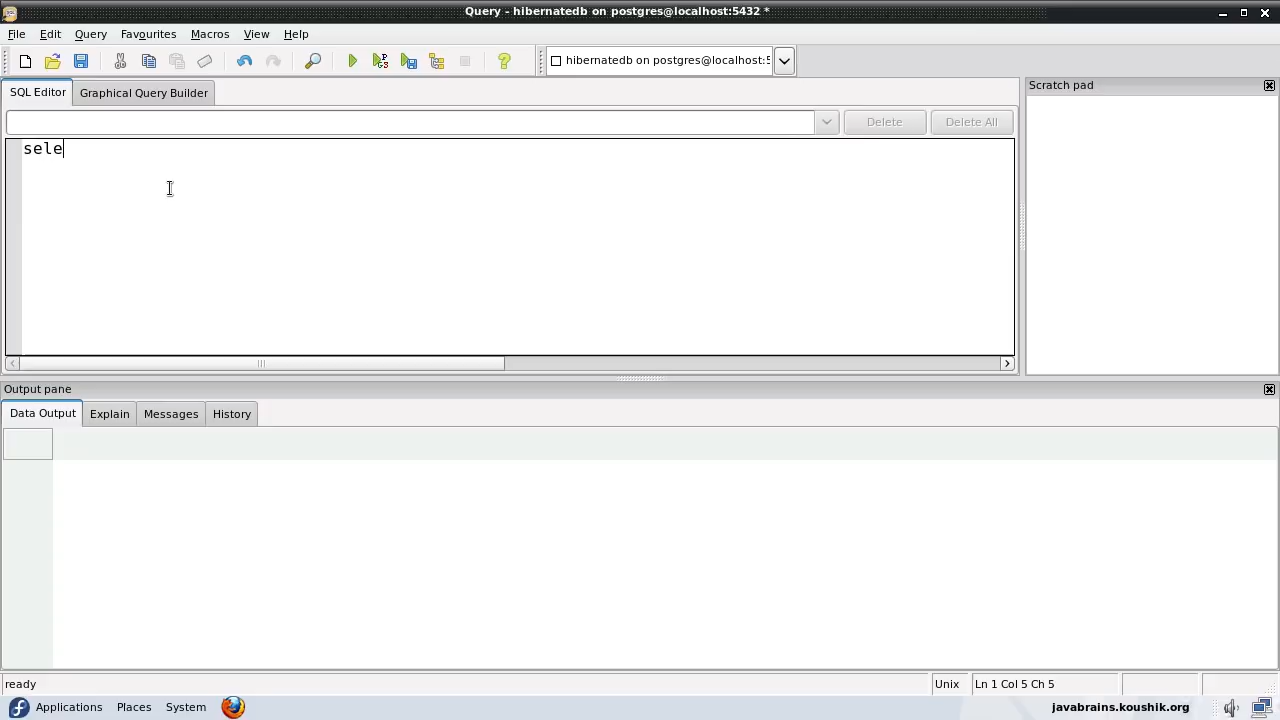 Query - hibernatedb on postgres@localhost:5432 *
File Edit Query Favourites Macros View Help
hibernatedb on postgres@localhost:5
SQL Editor Graphical Query Builder
Scratch pad
Delete Delete All
sele
Output pane
Data Output Explain Messages History
ready Unix Ln 1 Col 5 Ch 5
Applications Places System javabrains.koushik.org